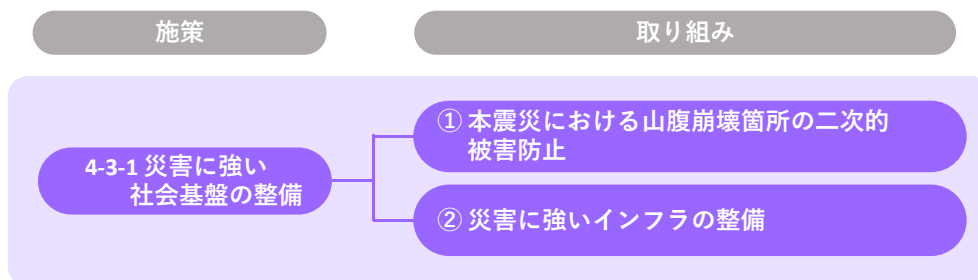 施策
取り組み
4-3-1 災害に強い
社会基盤の整備
① 本震災における山腹崩壊箇所の二次的
被害防止
② 災害に強いインフラの整備